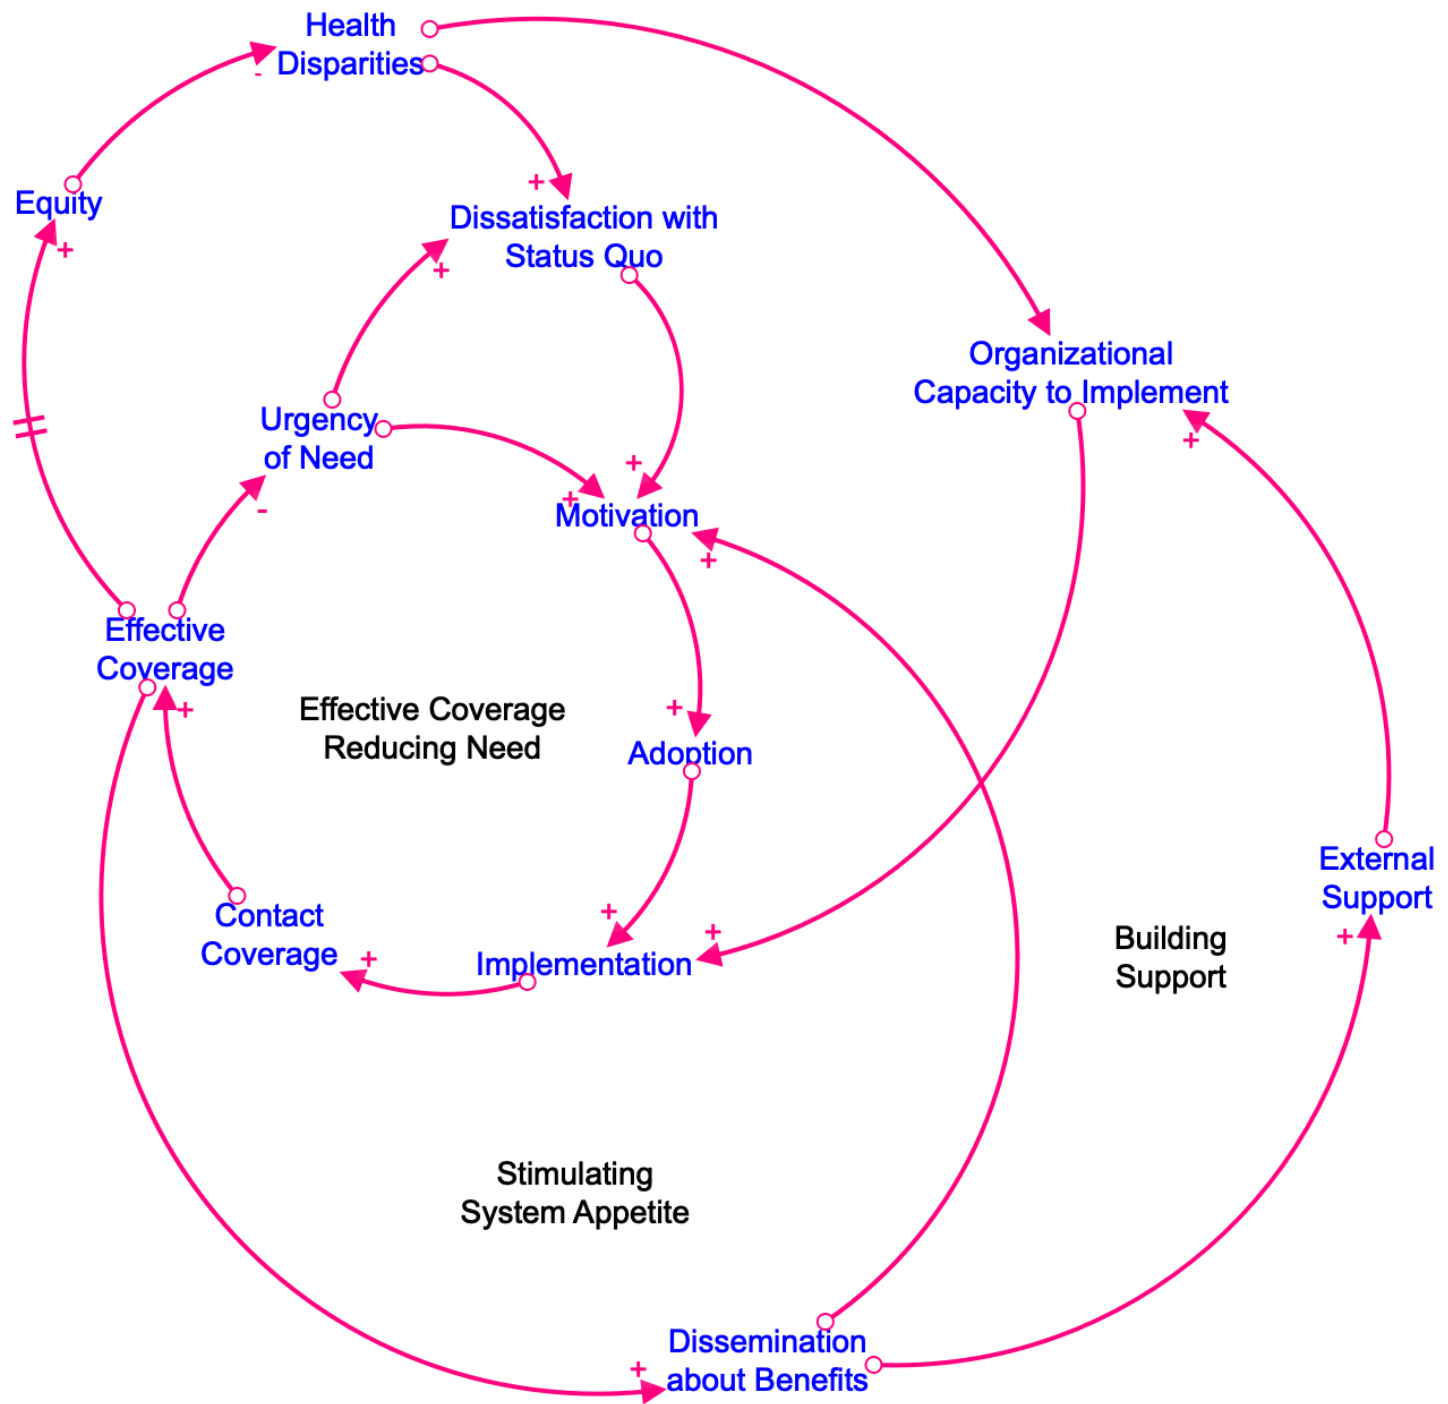 Health
Disparities
-
Equity
+
+
Dissatisfaction with
Status Quo
+
Organizational
Capacity to Implement
+
Urgency
of Need
-
+
+
Motivation
+
Effective
Coverage
+
Effective Coverage
Reducing Need
+
Adoption
External
Support
+
Contact
Coverage
+
+
Implementation
+
Building
Support
Stimulating
System Appetite
Dissemination
about Benefits
+